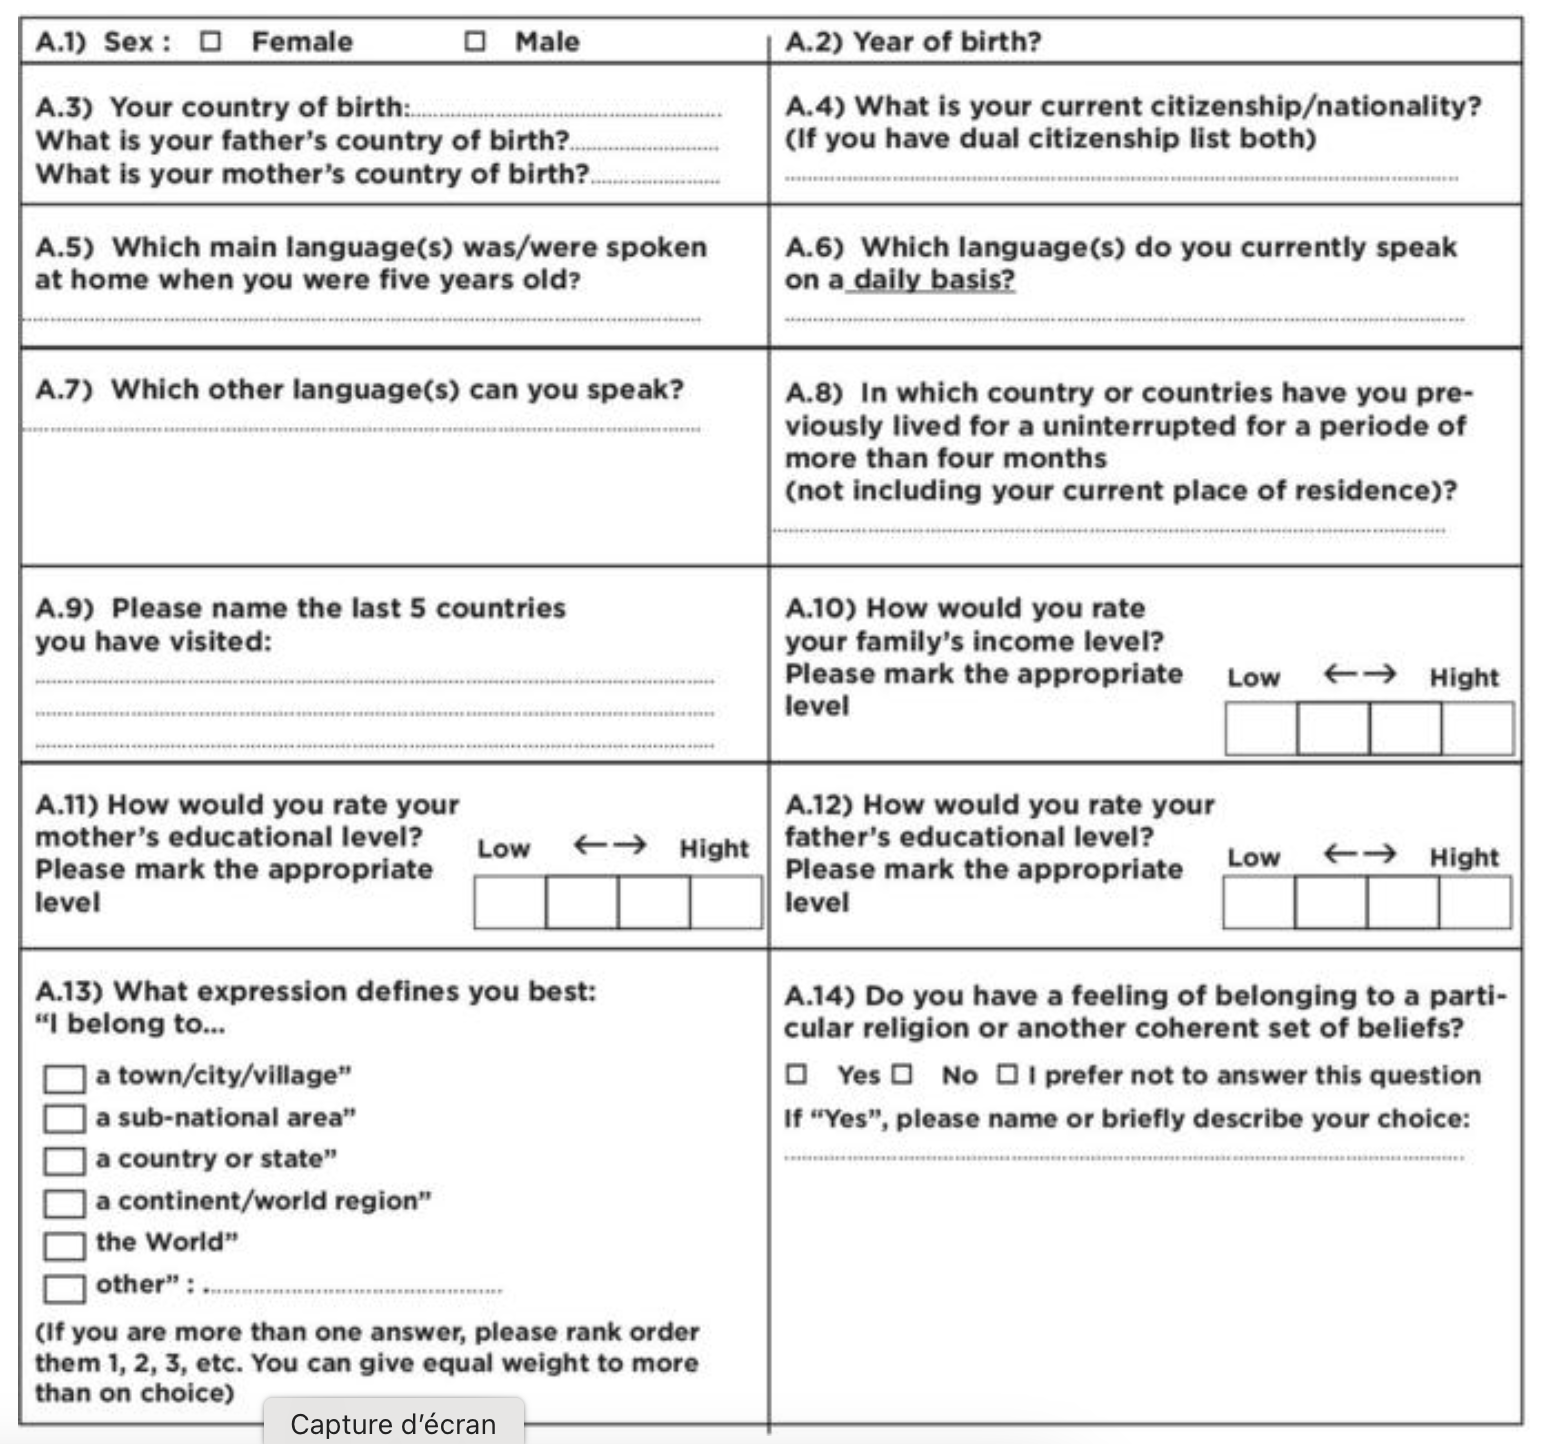 A.1) Sex : Female Male
A.2) Year of birth?
A.3) Your country of birth:
What is your father's country of birth?
What is your mother's country of birth?
A.4) What is your current citizenship/nationality?
(If you have dual citizenship list both)
A.5) Which main language(s) was/were spoken
at home when you were five years old?
A.6) Which language(s) do you currently speak
on a daily basis?
A.7) Which other language(s) can you speak?
A.8) In which country or countries have you pre-
viously lived for a uninterrupted for a periode of
more than four months
(not including your current place of residence)?
A.9) Please name the last 5 countries
you have visited:
A.10) How would you rate
your family's income level?
Please mark the appropriate
level
Low ←→ Hight
A.11) How would you rate your
mother's educational level?
Please mark the appropriate
level
Low ←→ Hight
A.12) How would you rate your
father's educational level?
Please mark the appropriate
level
Low ←→ Hight
A.13) What expression defines you best:
“I belong to...
a town/city/village”
a sub-national area”
a country or state”
a continent/world region”
the World”
other” :
(If you are more than one answer, please rank order
them 1, 2, 3, etc. You can give equal weight to more
than on choice)
A.14) Do you have a feeling of belonging to a parti-
cular religion or another coherent set of beliefs?
Yes No I prefer not to answer this question
If “Yes”, please name or briefly describe your choice:
Capture d’écran